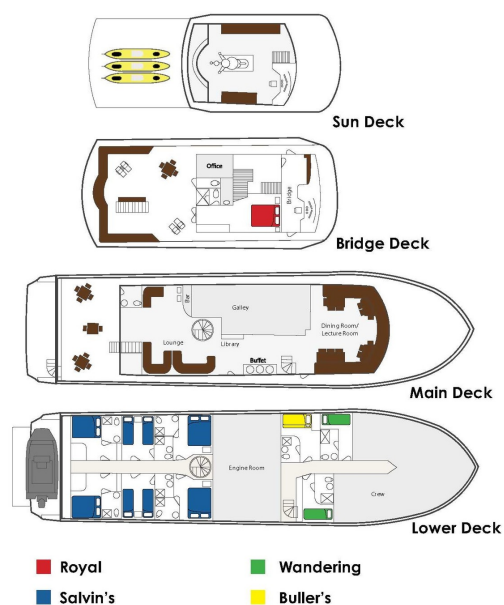 Sun Deck
Office
Bridge
Bridge Deck
Bar
Galley
Dining Room/
Lecture Room
Lounge
Library
Buffet
Main Deck
Engine Room
Crew
Lower Deck
Royal
Wandering
Salvin's
Buller's